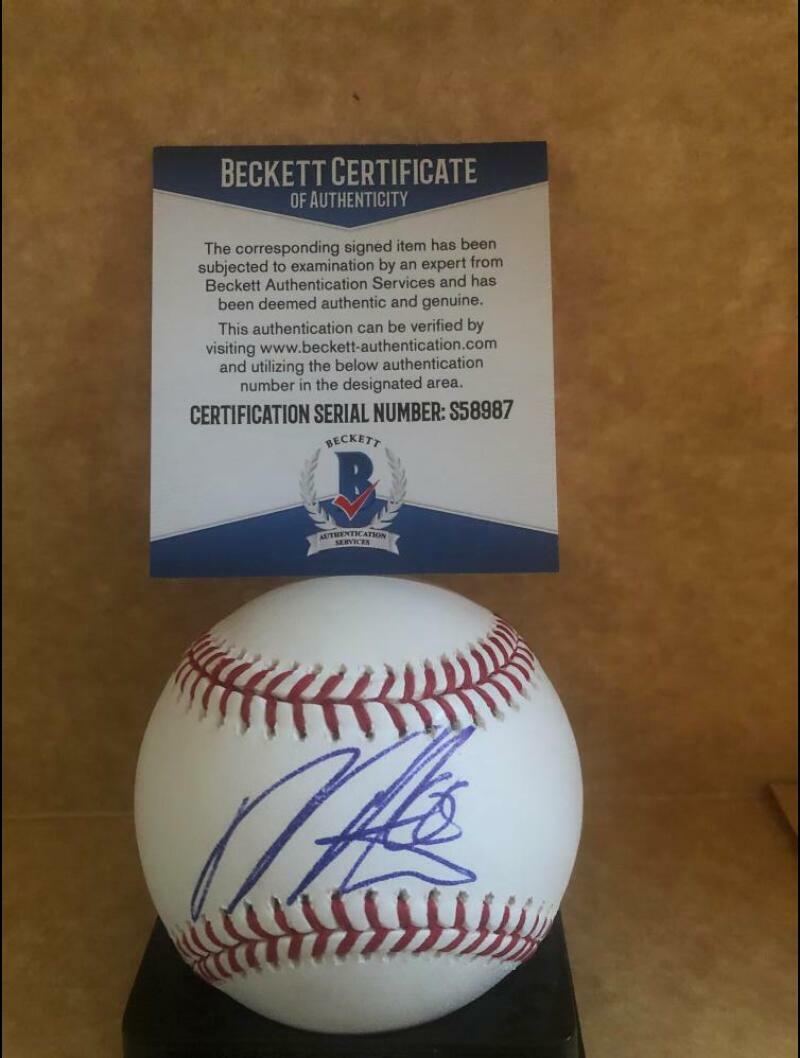 BECKETT CERTIFICATE
OF AUTHENTICITY
The corresponding signed item has been
subjected to examination by an expert from
Beckett Authentication Services and has
been deemed authentic and genuine.
This authentication can be verified by
visiting www.beckett-authentication.com
and utilizing the below authentication
number in the designated area.
CERTIFICATION SERIAL NUMBER: S58987
BECKETT
B
AUTHENTICATION
SERVICES